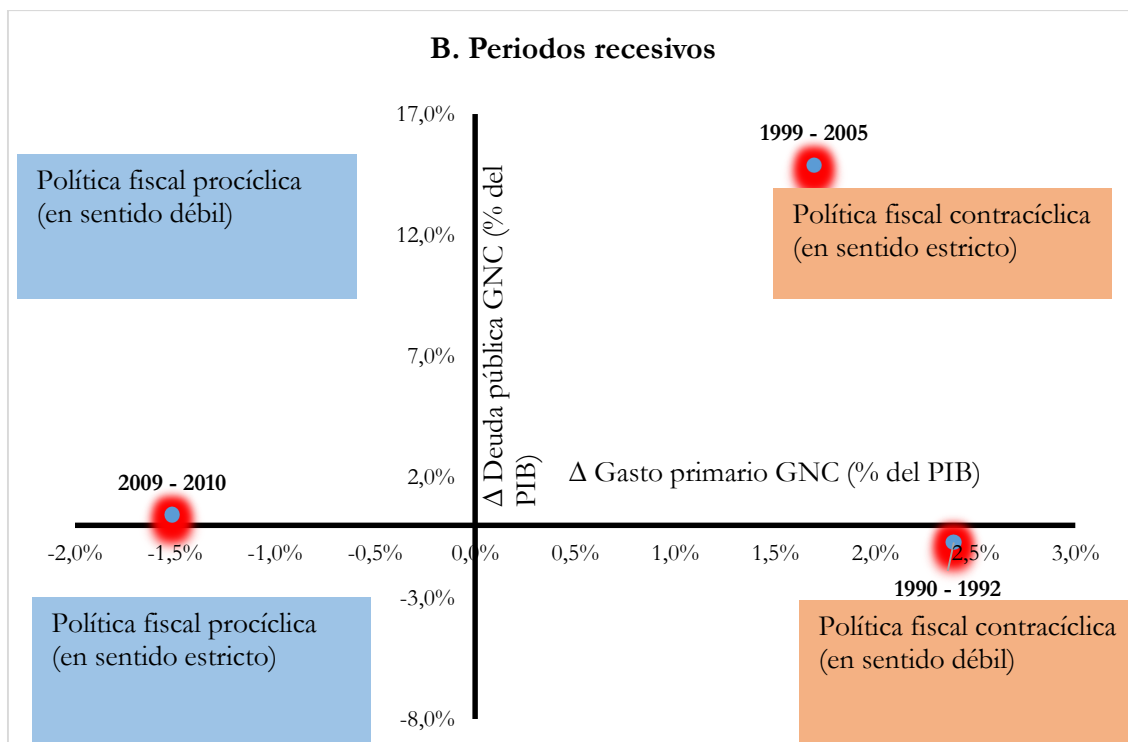 B. Periodos recesivos
17,0%
1999 - 2005
Política fiscal procíclica
(en sentido débil)
Política fiscal contracíclica
(en sentido estricto)
12,0%
Δ Deuda pública GNC (% del
PIB)
7,0%
Δ Gasto primario GNC (% del PIB)
2,0%
2009 - 2010
-2,0%
-1,5%
-1,0%
-0,5%
0,0%
0,5%
1,0%
1,5%
2,0%
2,5%
3,0%
1990 - 1992
-3,0%
Política fiscal procíclica
(en sentido estricto)
Política fiscal contracíclica
(en sentido débil)
-8,0%